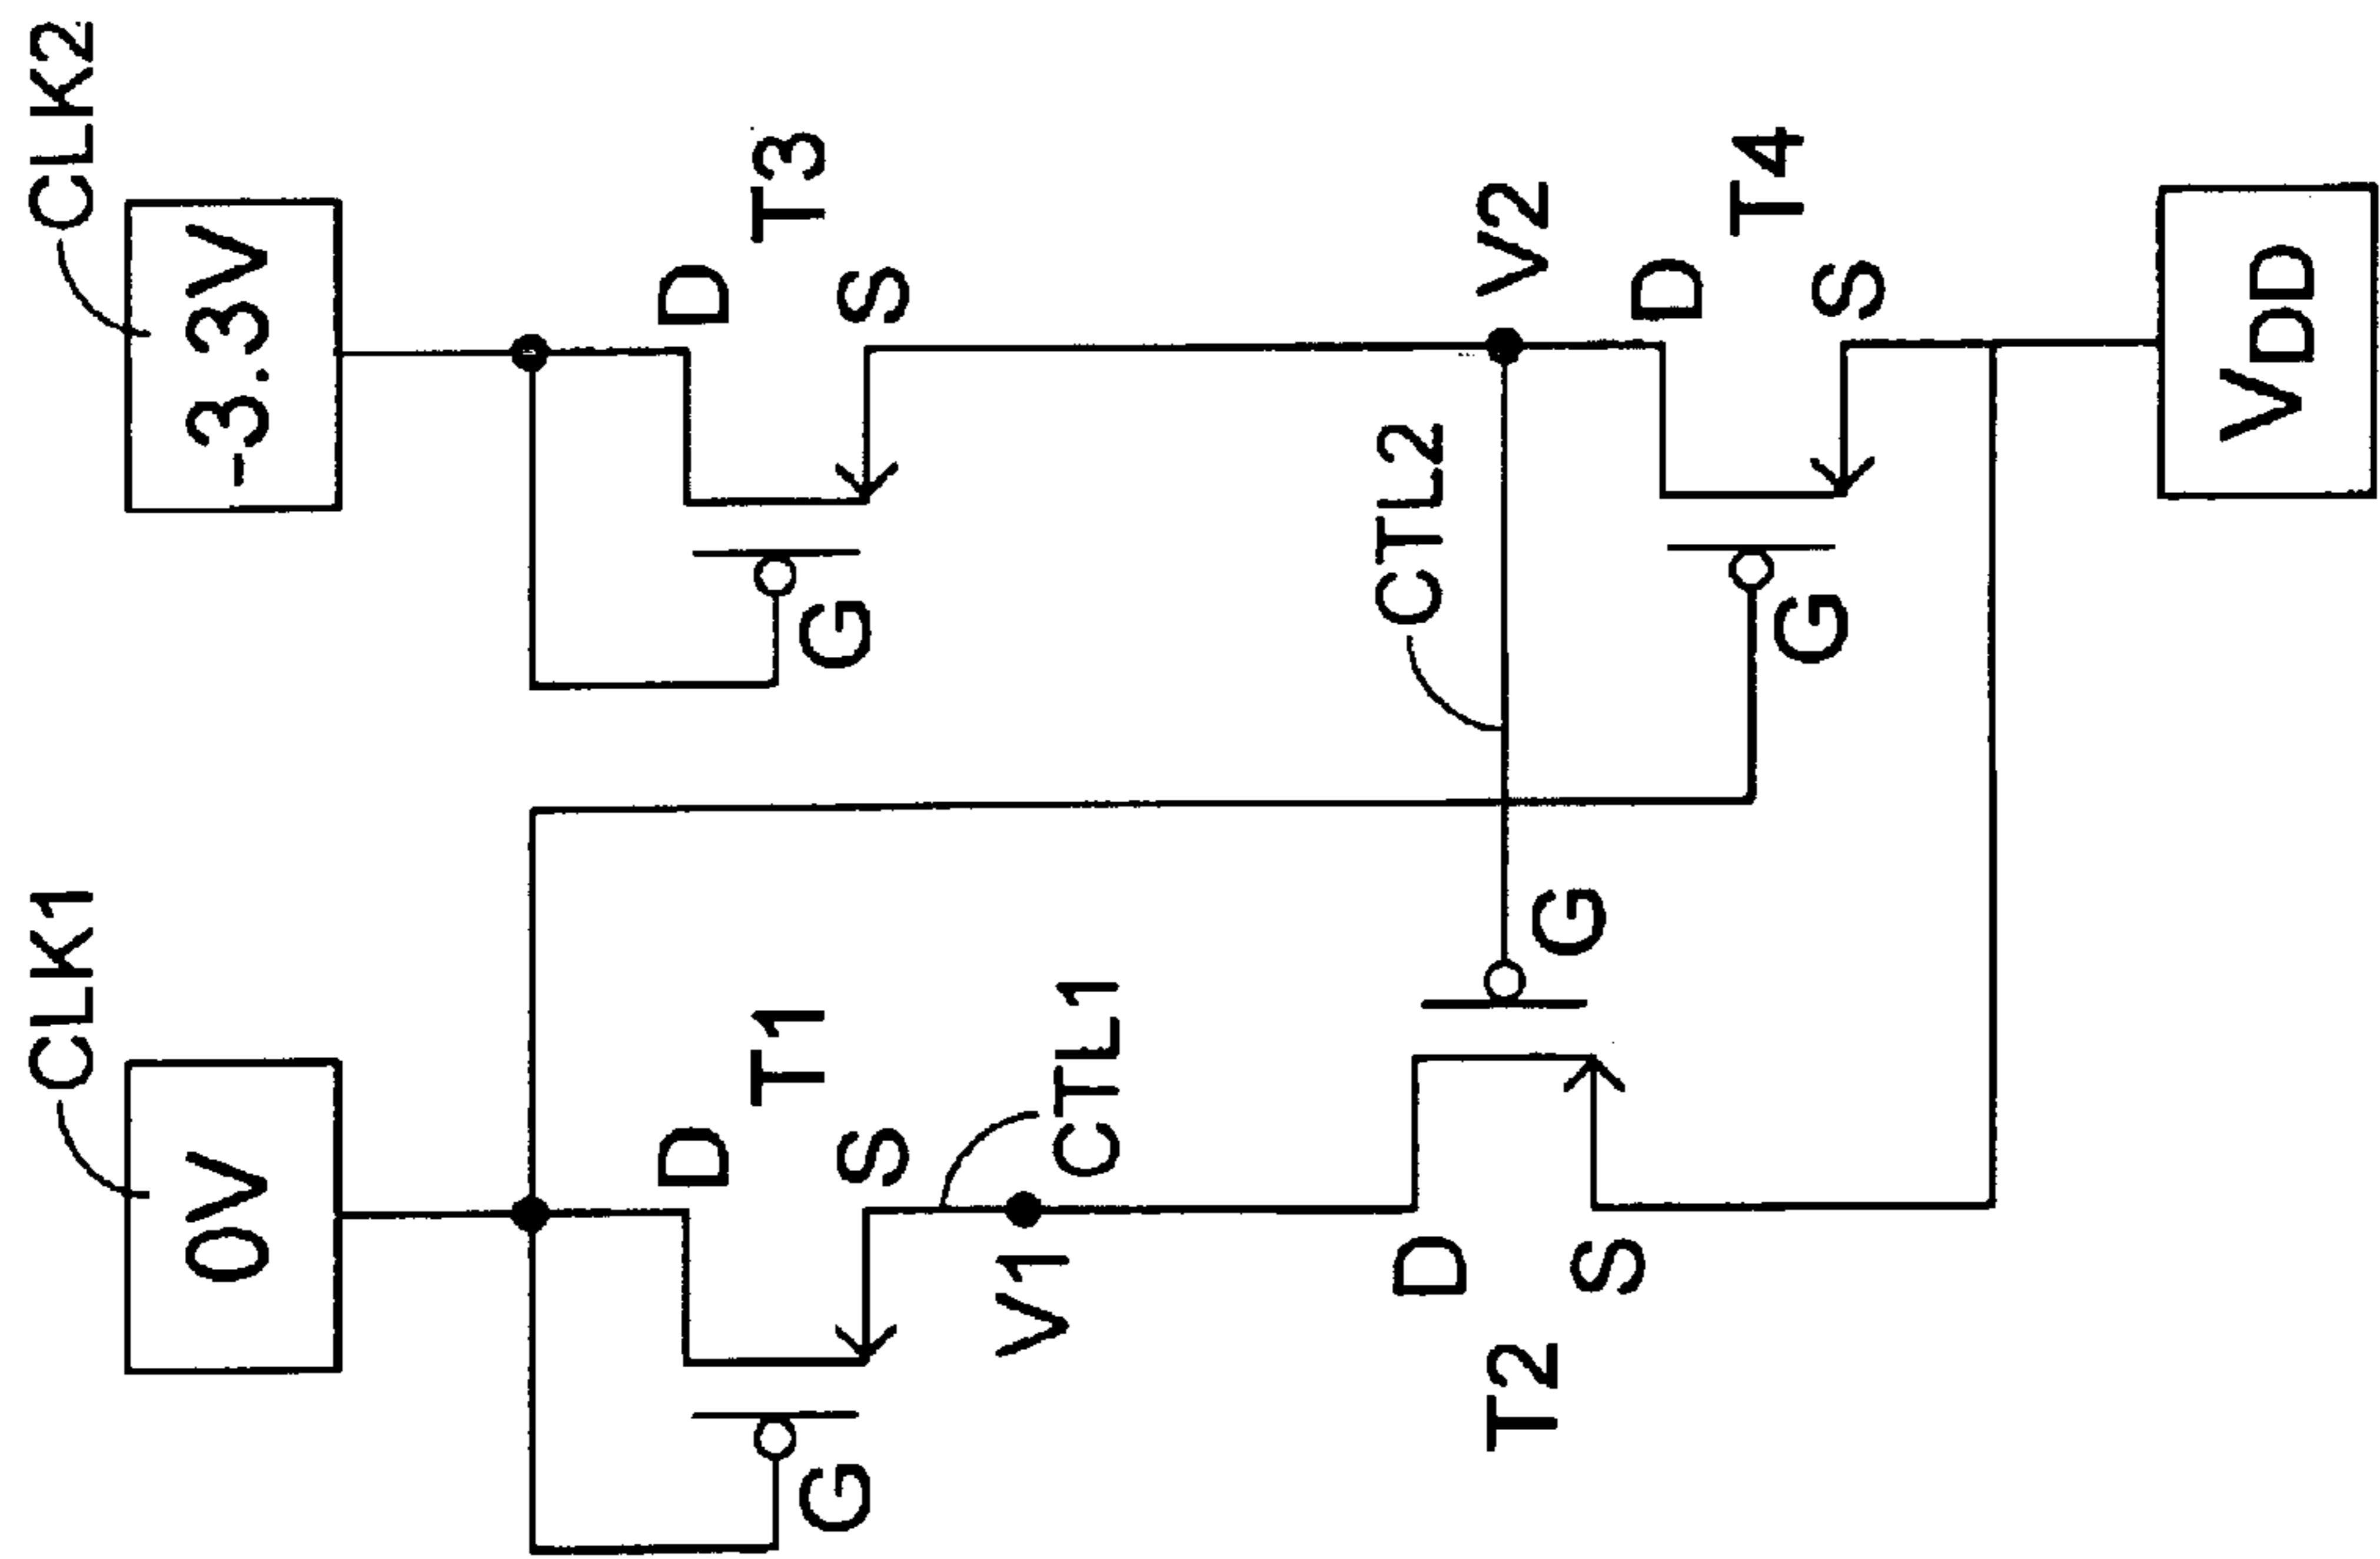 CLK1
CLK2
0V
-3.3V
D
T1
S
G
D
T3
S
G
V1
CTL1
CTL2
V2
D
T2
S
G
D
T4
S
G
VDD